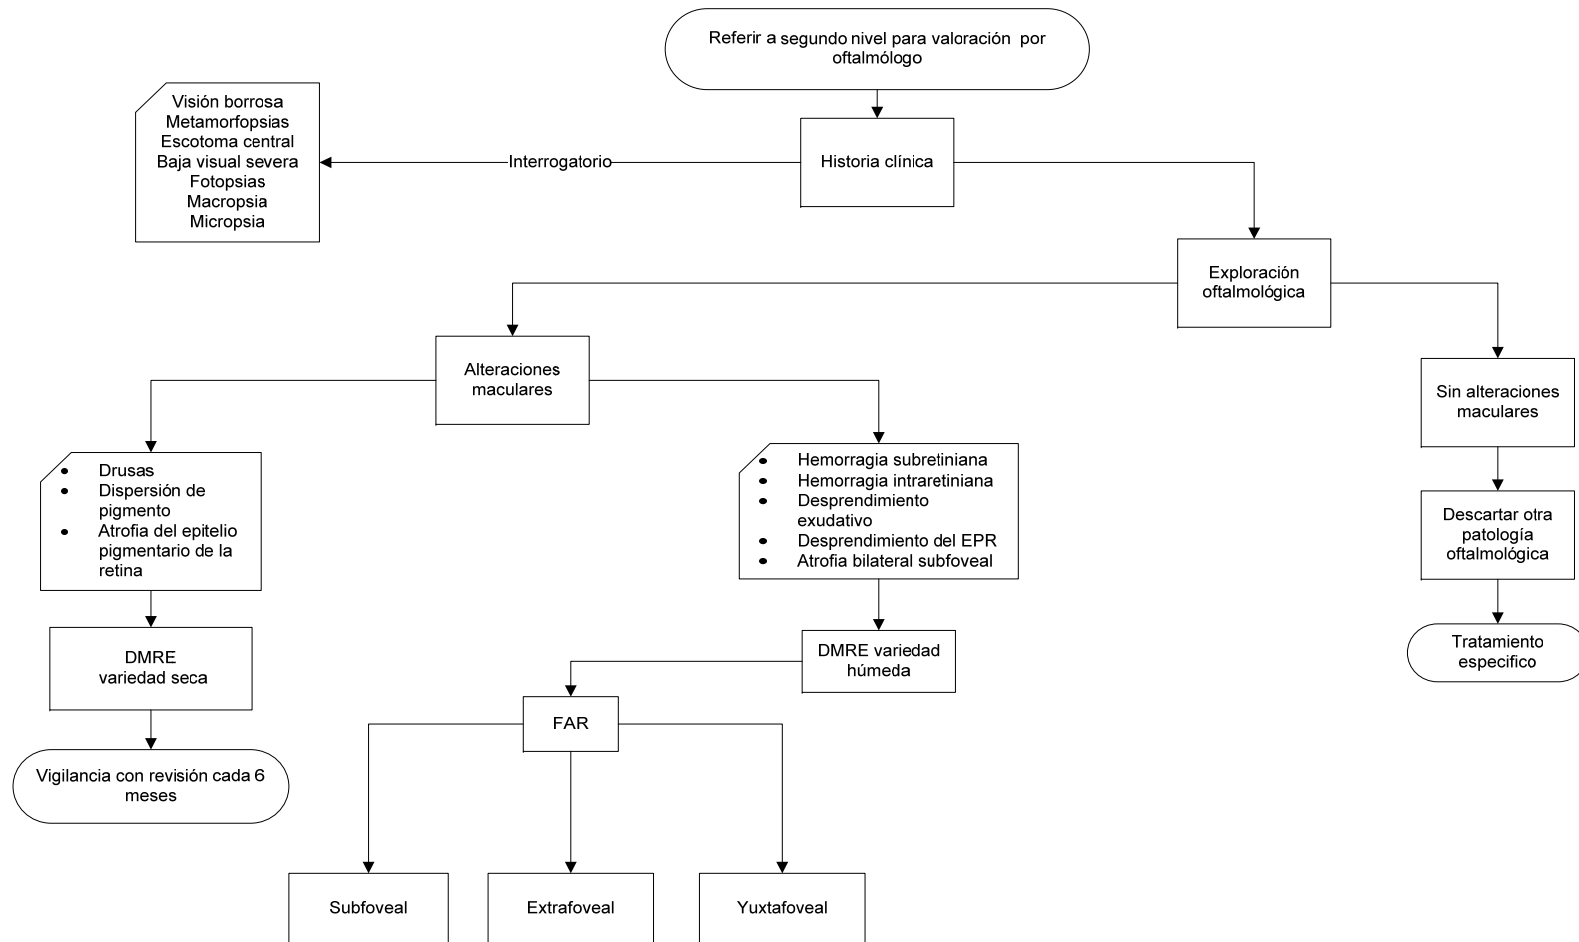 Referir a segundo nivel para valoración por
oftalmólogo
Visión borrosa
Metamorfopsias
Escotoma central
Baja visual severa
Fotopsias
Macropsia
Micropsia
Interrogatorio
Historia clínica
Exploración
oftalmológica
Alteraciones
maculares
Sin alteraciones
maculares
• Drusas
• Dispersión de
pigmento
• Atrofia del epitelio
pigmentario de la
retina
• Hemorragia subretiniana
• Hemorragia intraretiniana
• Desprendimiento
exudativo
• Desprendimiento del EPR
• Atrofia bilateral subfoveal
Descartar otra
patología
oftalmológica
DMRE
variedad seca
DMRE variedad
húmeda
Tratamiento
especifico
FAR
Vigilancia con revisión cada 6
meses
Subfoveal
Extrafoveal
Yuxtafoveal